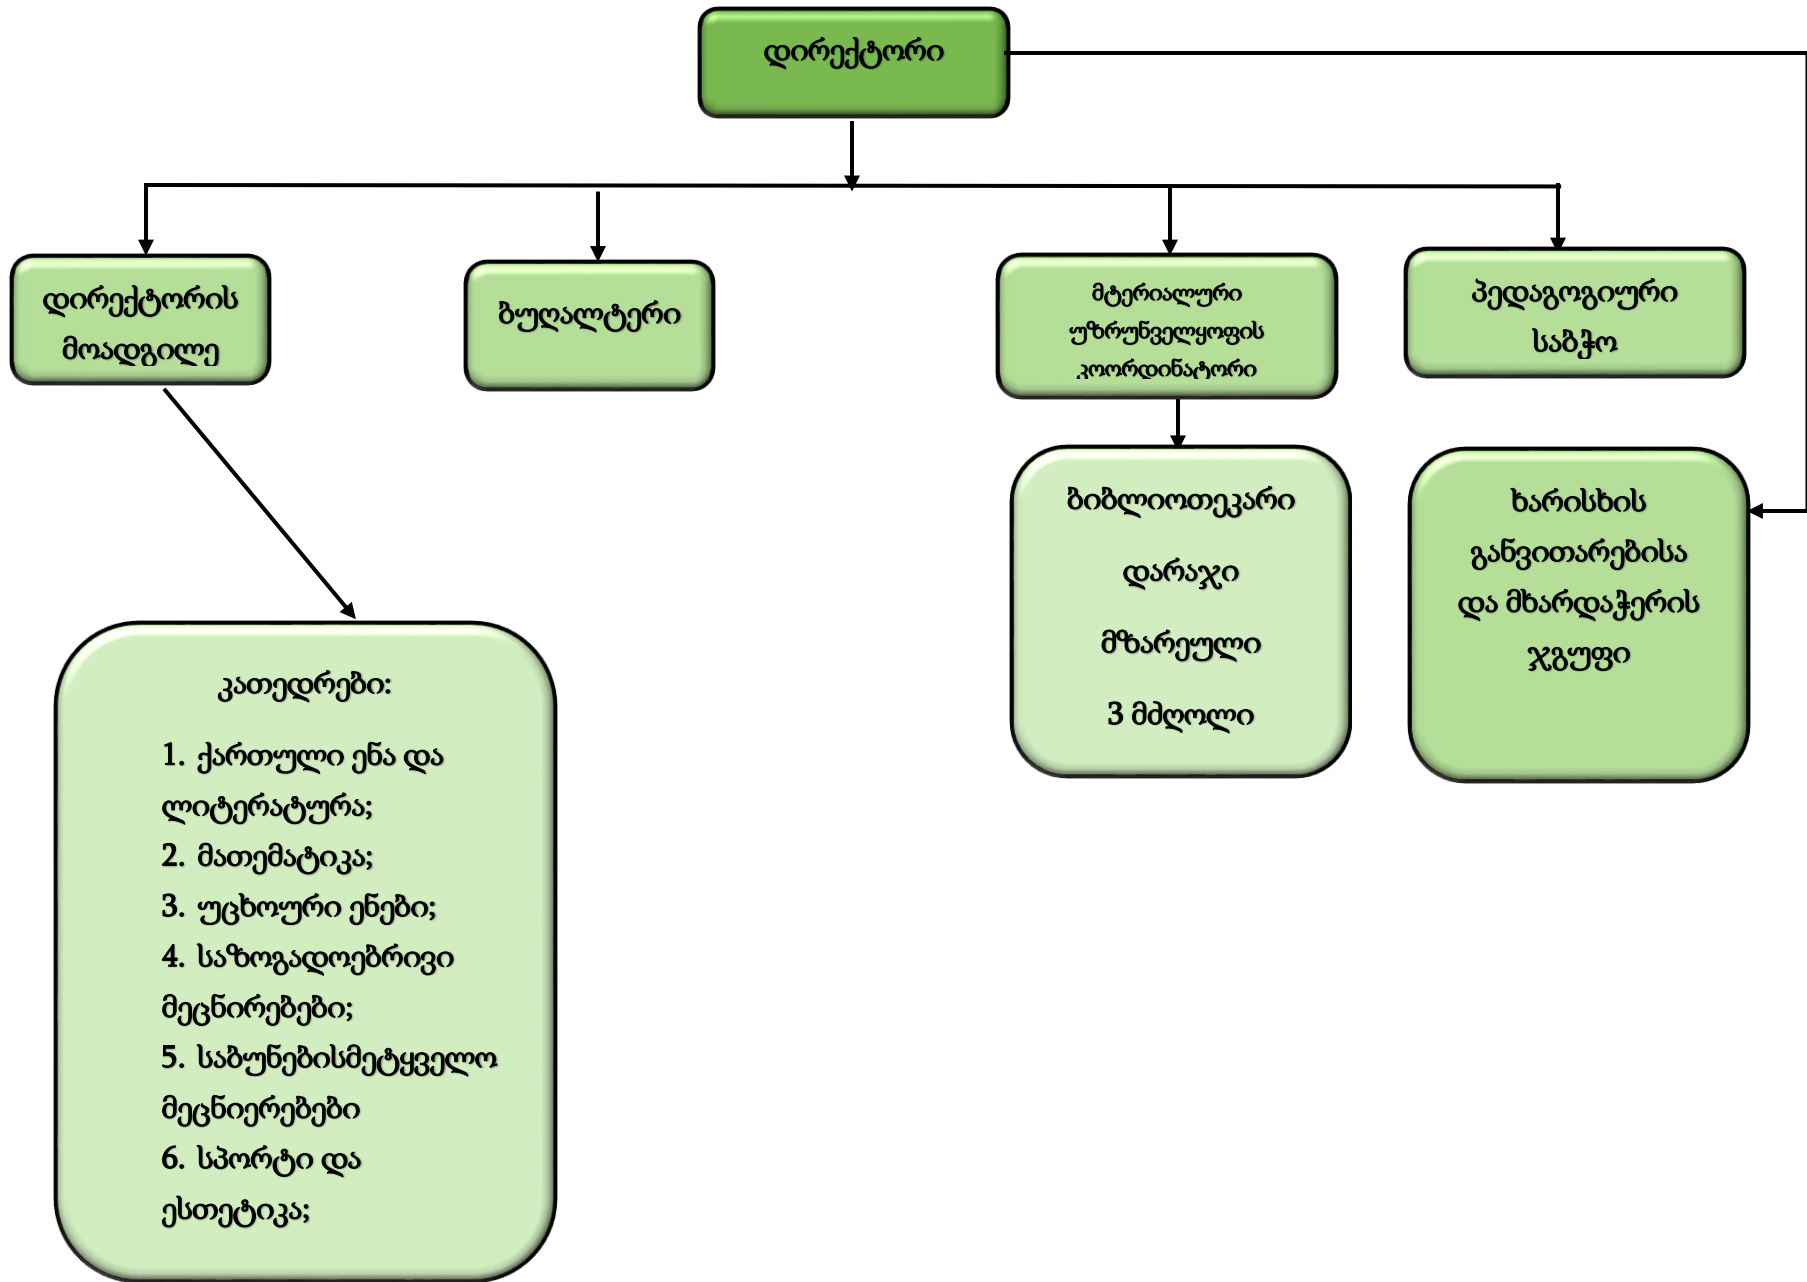 დირექტორი
დირექტორის
მოადგილე
ბუღალტერი
მტერიალური
უზრუნველყოფის
კოორდინატორი
პედაგოგიური
საბჭო
ბიბლიოთეკარი
დარაჯი
მზარეული
3 მძღოლი
ხარისხის
განვითარებისა
და მხარდაჭერის
ჯგუფი
კათედრები:
1. ქართული ენა და
ლიტერატურა;
2. მათემატიკა;
3. უცხოური ენები;
4. საზოგადოებრივი
მეცნირებები;
5. საბუნებისმეტყველო
მეცნიერებები
6. სპორტი და
ესთეტიკა;